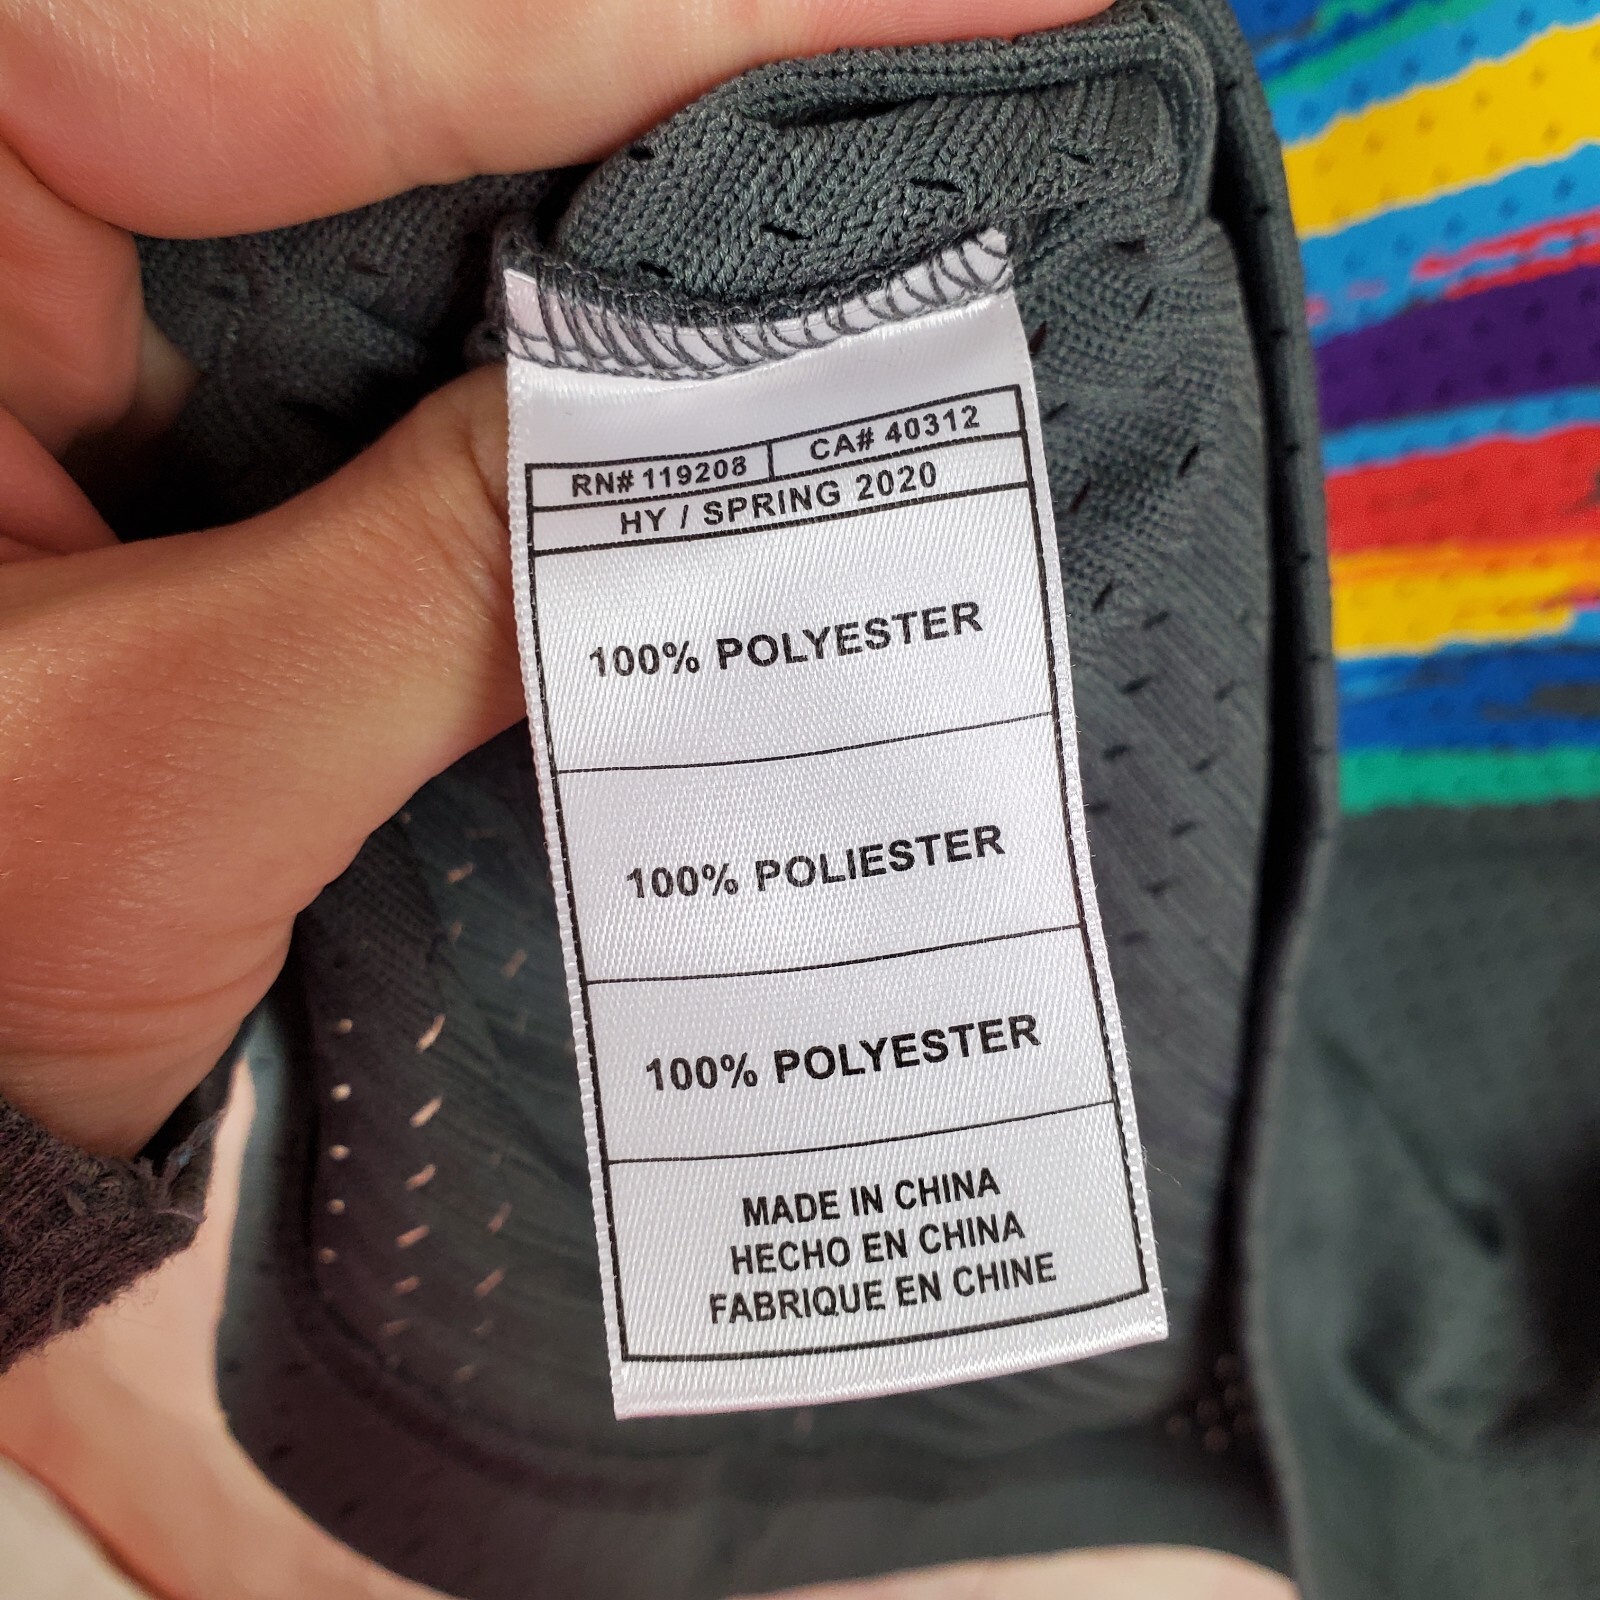 RN# 119208 CA# 40312
HY / SPRING 2020
100% POLYESTER
100% POLIESTER
100% POLYESTER
MADE IN CHINA
HECHO EN CHINA
FABRIQUE EN CHINE